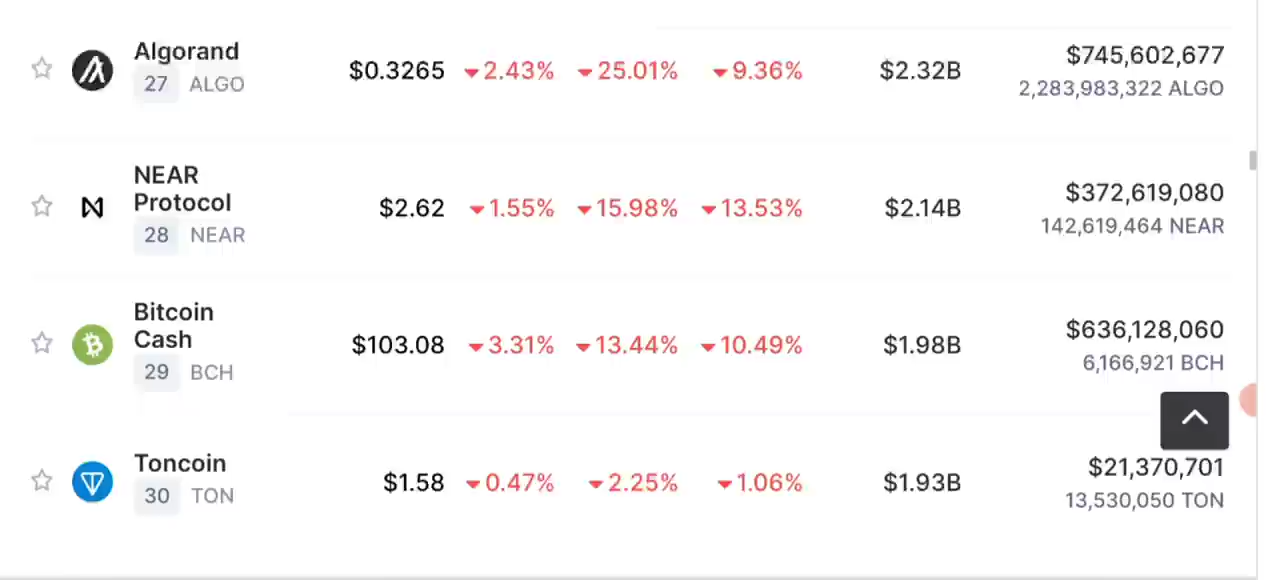 Algorand
27 ALGO
$0.3265 2.43% 25.01% 9.36% $2.32B
$745,602,677
2,283,983,322 ALGO
NEAR
Protocol
28 NEAR
$2.62 1.55% 15.98% 13.53% $2.14B
$372,619,080
142,619,464 NEAR
Bitcoin
Cash
29 BCH
$103.08 3.31% 13.44% 10.49% $1.98B
$636,128,060
6,166,921 BCH
Toncoin
30 TON
$1.58 0.47% 2.25% 1.06% $1.93B
$21,370,701
13,530,050 TON